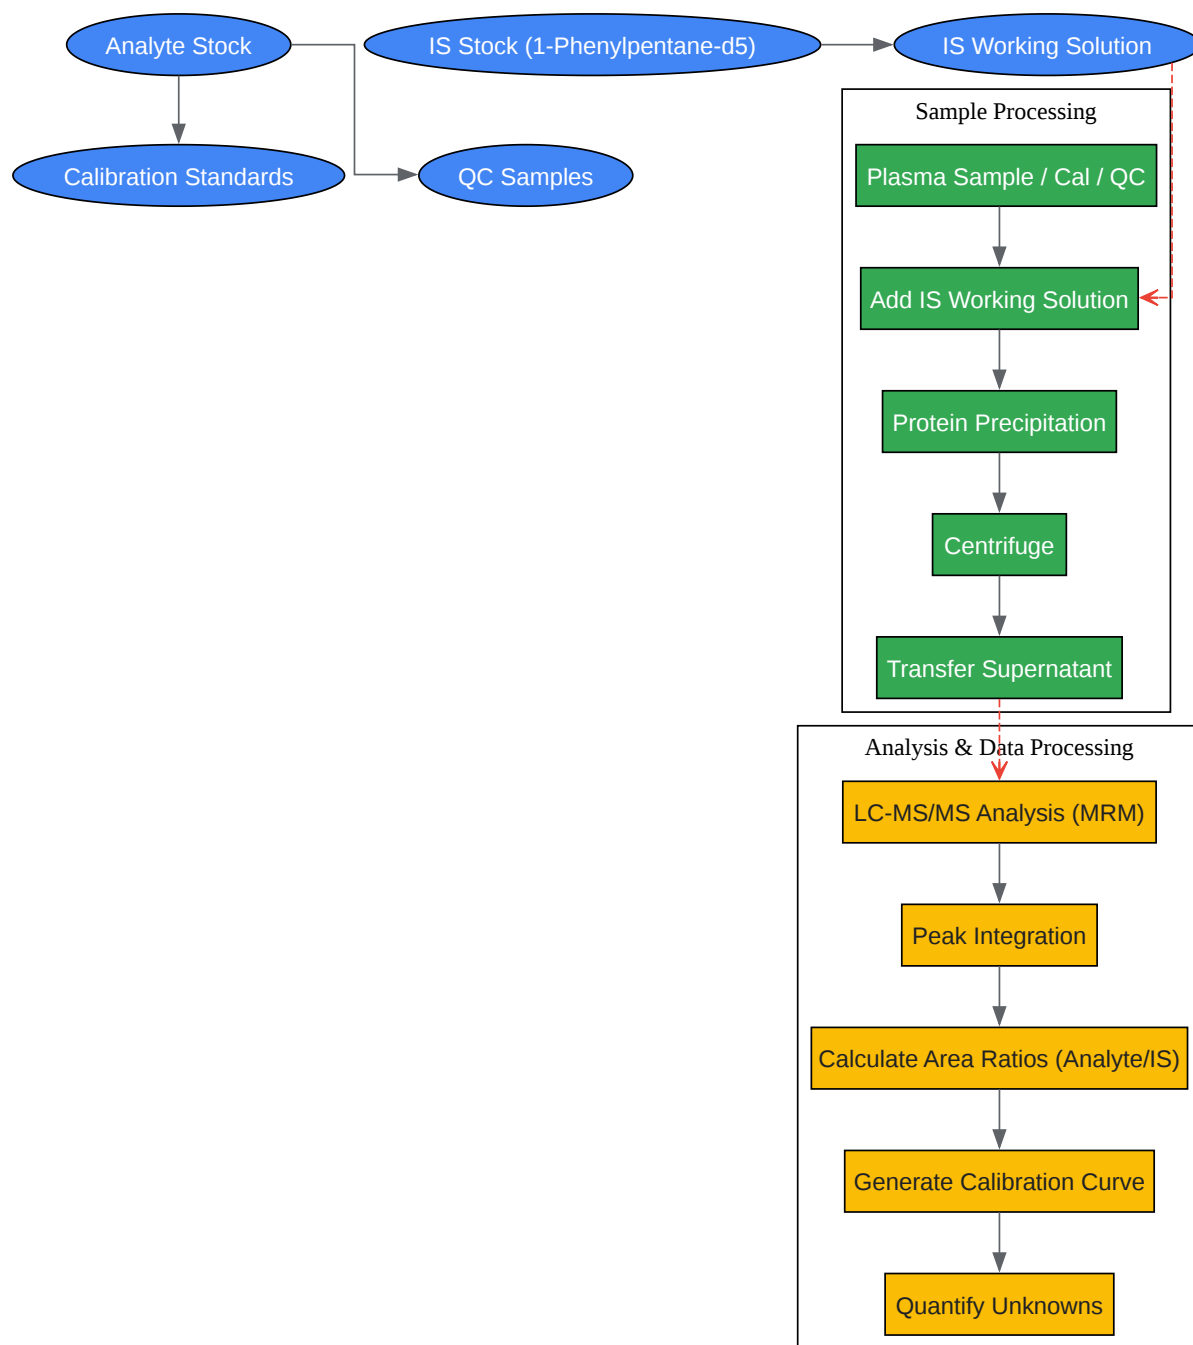 Analyte Stock
IS Stock (1-Phenylpentane-d5)
IS Working Solution
Calibration Standards
QC Samples
Sample Processing
Plasma Sample / Cal / QC
Add IS Working Solution
Protein Precipitation
Centrifuge
Transfer Supernatant
Analysis & Data Processing
LC-MS/MS Analysis (MRM)
Peak Integration
Calculate Area Ratios (Analyte/IS)
Generate Calibration Curve
Quantify Unknowns